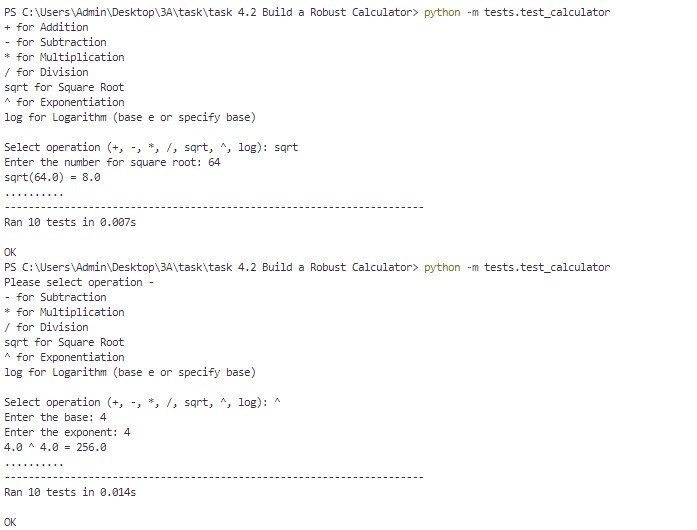 PS C:\Users\Admin\Desktop\3A\task\task 4.2 Build a Robust Calculator> python -m tests.test_calculator
+ for Addition
- for Subtraction
* for Multiplication
/ for Division
sqrt for Square Root
^ for Exponentiation
log for Logarithm (base e or specify base)
Select operation (+, -, *, /, sqrt, ^, log): sqrt
Enter the number for square root: 64
sqrt(64.0) = 8.0
..........
----------------------------------------------------------------------
Ran 10 tests in 0.007s
OK
PS C:\Users\Admin\Desktop\3A\task\task 4.2 Build a Robust Calculator> python -m tests.test_calculator
Please select operation -
- for Subtraction
* for Multiplication
/ for Division
sqrt for Square Root
^ for Exponentiation
log for Logarithm (base e or specify base)
Select operation (+, -, *, /, sqrt, ^, log): ^
Enter the base: 4
Enter the exponent: 4
4.0 ^ 4.0 = 256.0
..........
----------------------------------------------------------------------
Ran 10 tests in 0.014s
OK